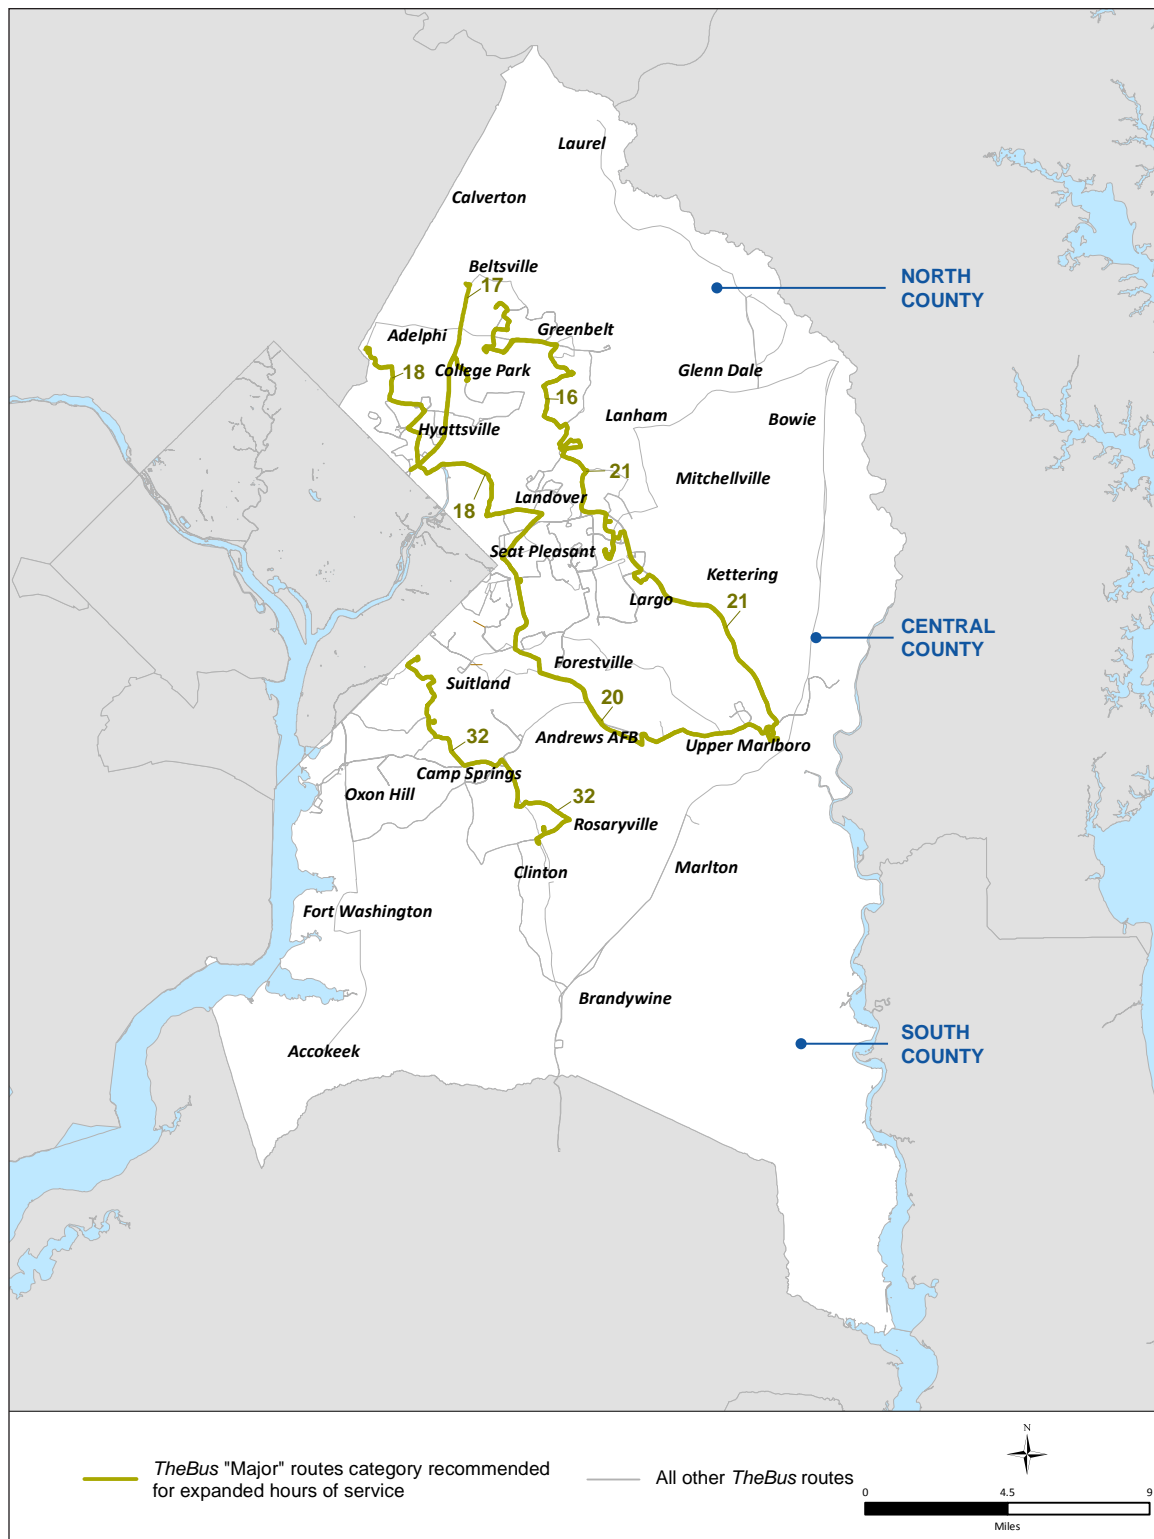 Laurel
Calverton
Beltsville
17
NORTH
COUNTY
Adelphi
Greenbelt
College Park
18
Glenn Dale
16
Lanham
Bowie
Hyattsville
21
Mitchellville
Landover
18
Seat Pleasant
Kettering
Largo
21
CENTRAL
COUNTY
Forestville
Suitland
20
32
Andrews AFB
Upper Marlboro
Camp Springs
Oxon Hill
32
Rosaryville
Clinton
Marlton
Fort Washington
Brandywine
SOUTH
COUNTY
Accokeek
N
TheBus "Major" routes category recommended
for expanded hours of service
All other TheBus routes
0 4.5 9
Miles